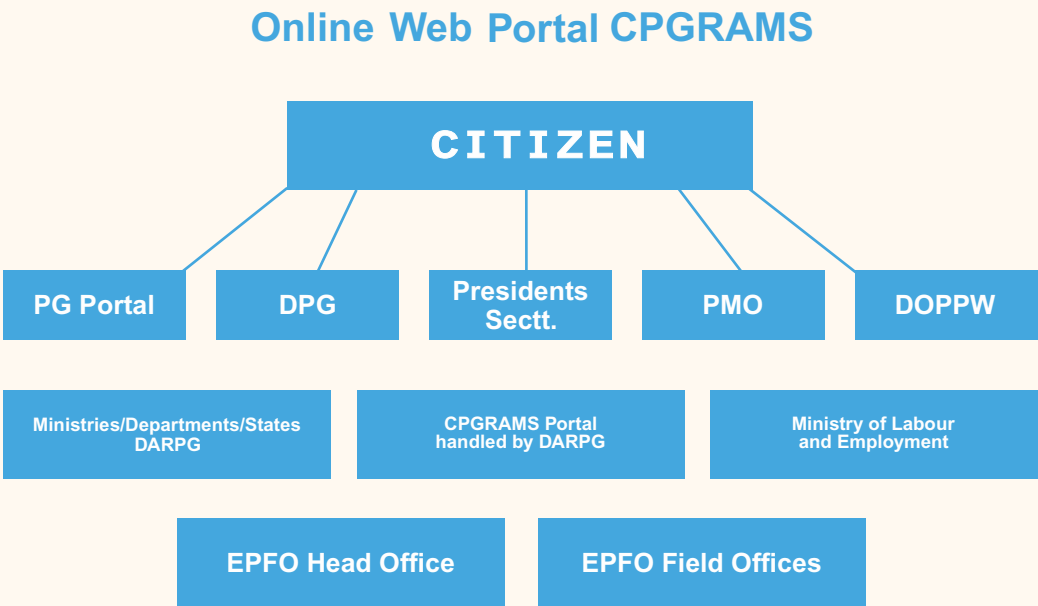 Online Web Portal CPGRAMS
CITIZEN
PG Portal
DPG
Presidents
Sectt.
PMO
DOPPW
Ministries/Departments/States
DARPG
CPGRAMS Portal
handled by DARPG
Ministry of Labour
and Employment
EPFO Head Office
EPFO Field Offices